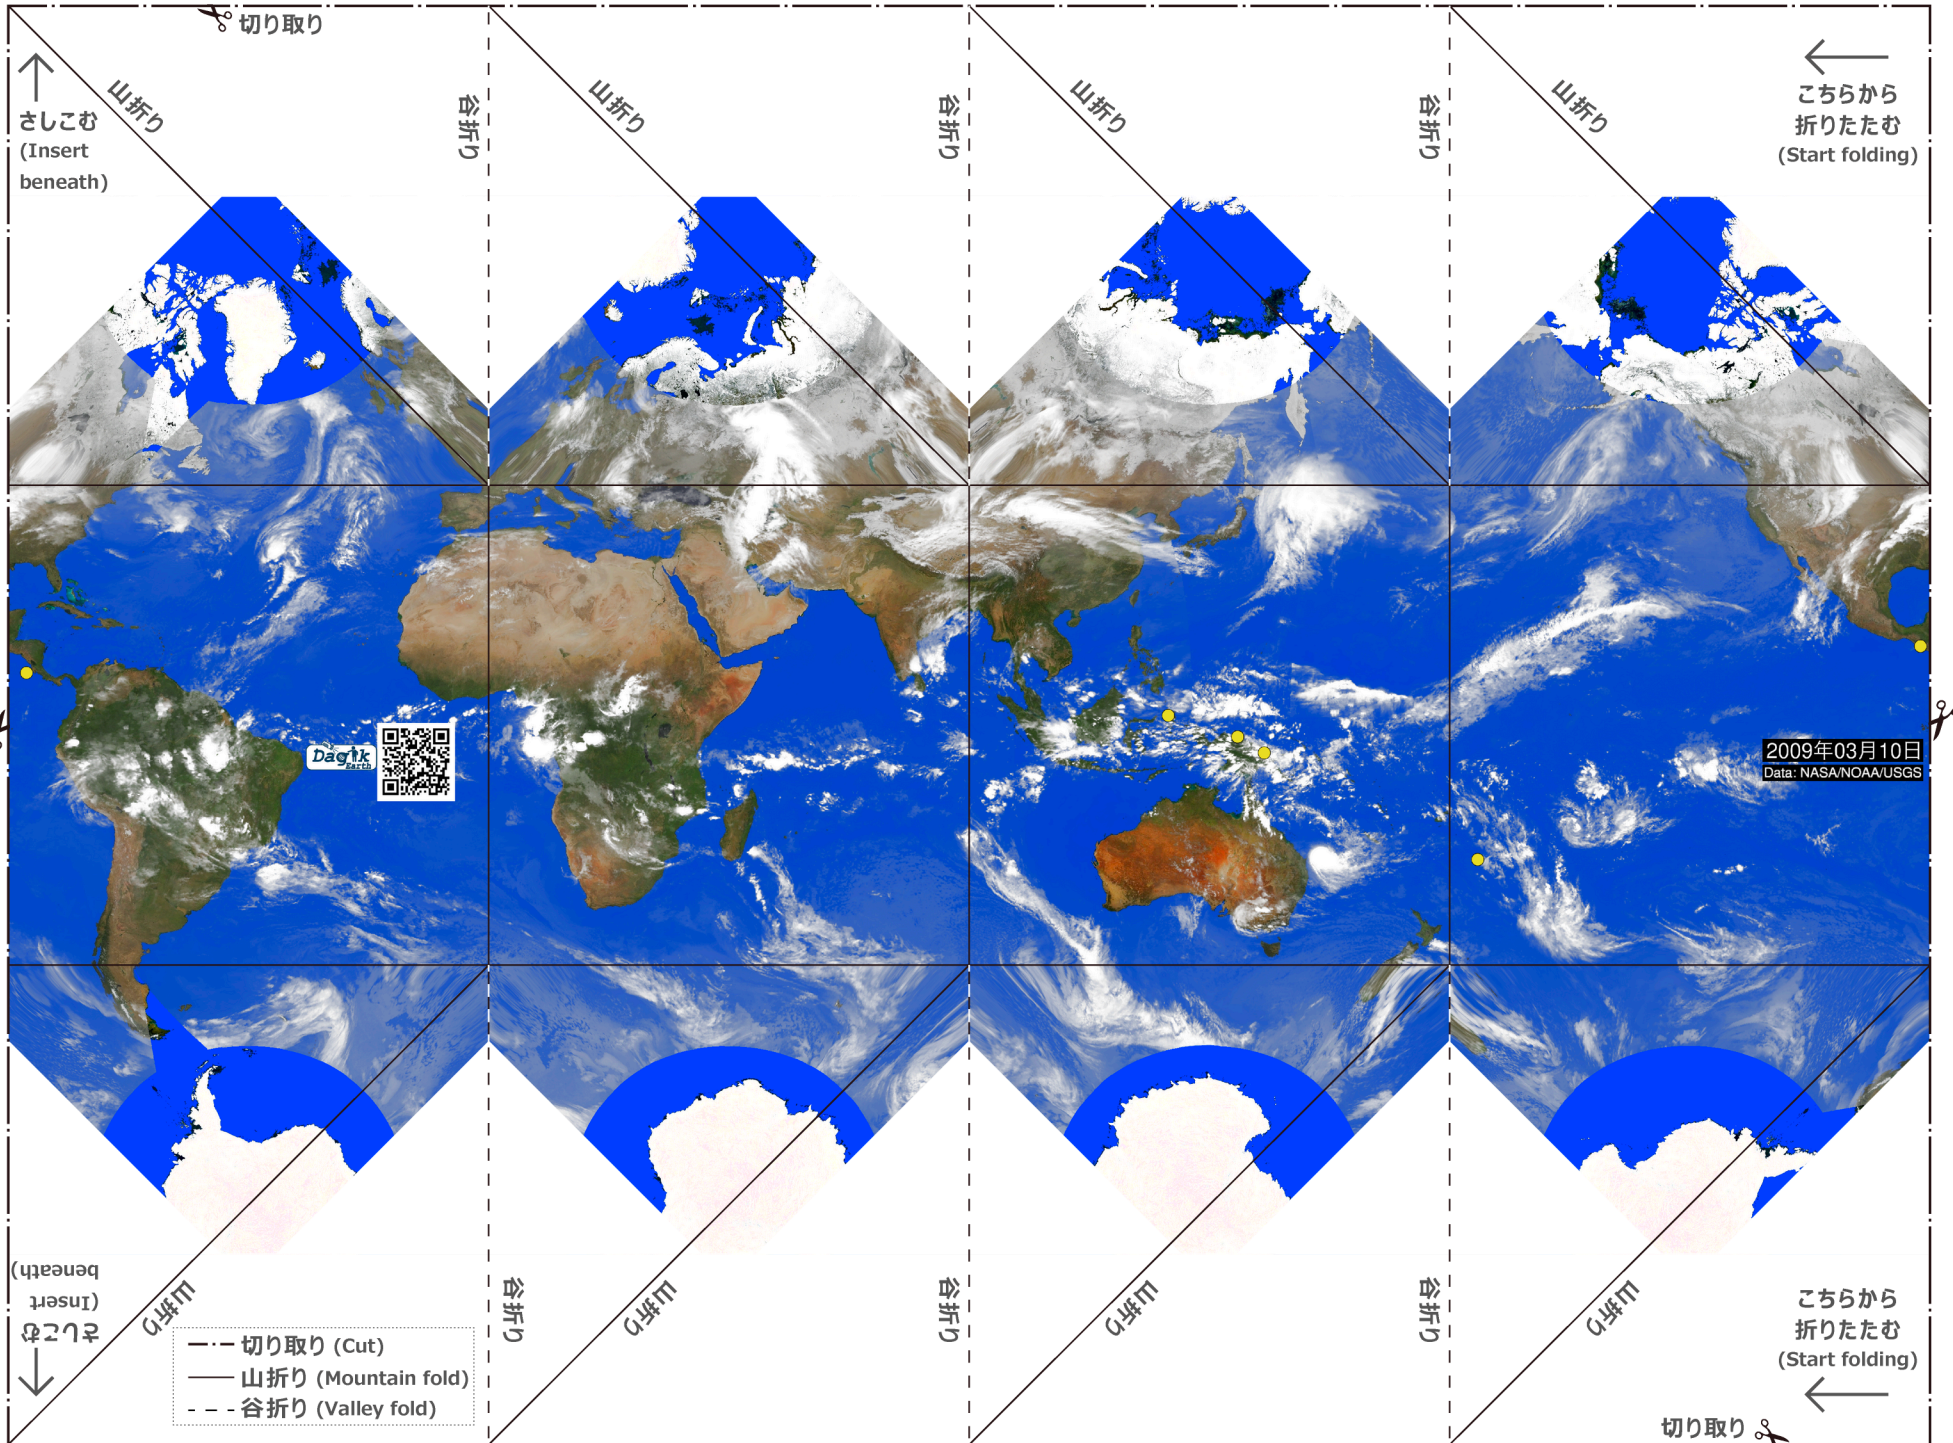 切り取り
さしこむ
(Insert
beneath)
山折り
谷折り
山折り
谷折り
山折り
谷折り
山折り
こちらから
折りたたむ
(Start folding)
Dagik
Earth
2009年03月10日
Data: NASA/NOAA/USGS
さしこむ
(Insert
beneath)
山折り
谷折り
山折り
谷折り
山折り
谷折り
山折り
こちらから
折りたたむ
(Start folding)
切り取り (Cut)
山折り (Mountain fold)
谷折り (Valley fold)
切り取り